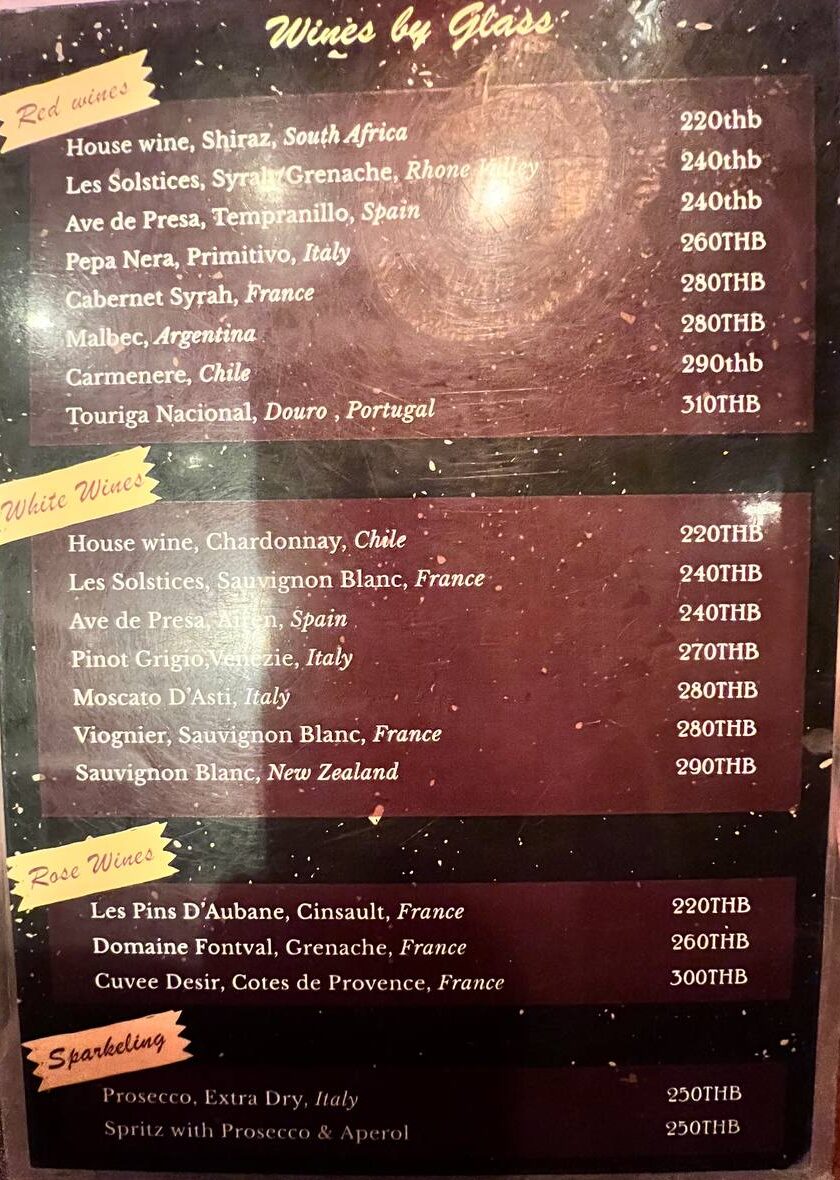 Wines by Glass
Red wines
House wine, Shiraz, South Africa 220thb
Les Solstices, Syrah/Grenache, Rhone Valley 240thb
Ave de Presa, Tempranillo, Spain 240thb
Pepa Nera, Primitivo, Italy 260THB
Cabernet Syrah, France 280THB
Malbec, Argentina 280THB
Carmenere, Chile 290thb
Touriga Nacional, Douro , Portugal 310THB
White Wines
House wine, Chardonnay, Chile 220THB
Les Solstices, Sauvignon Blanc, France 240THB
Ave de Presa, Spain 240THB
Pinot Grigio,Venezie, Italy 270THB
Moscato D'Asti, Italy 280THB
Viognier, Sauvignon Blanc, France 280THB
Sauvignon Blanc, New Zealand 290THB
Rose Wines
Les Pins D'Aubane, Cinsault, France 220THB
Domaine Fontval, Grenache, France 260THB
Cuvee Desir, Cotes de Provence, France 300THB
Sparkeling
Prosecco, Extra Dry, Italy 250THB
Spritz with Prosecco & Aperol 250THB